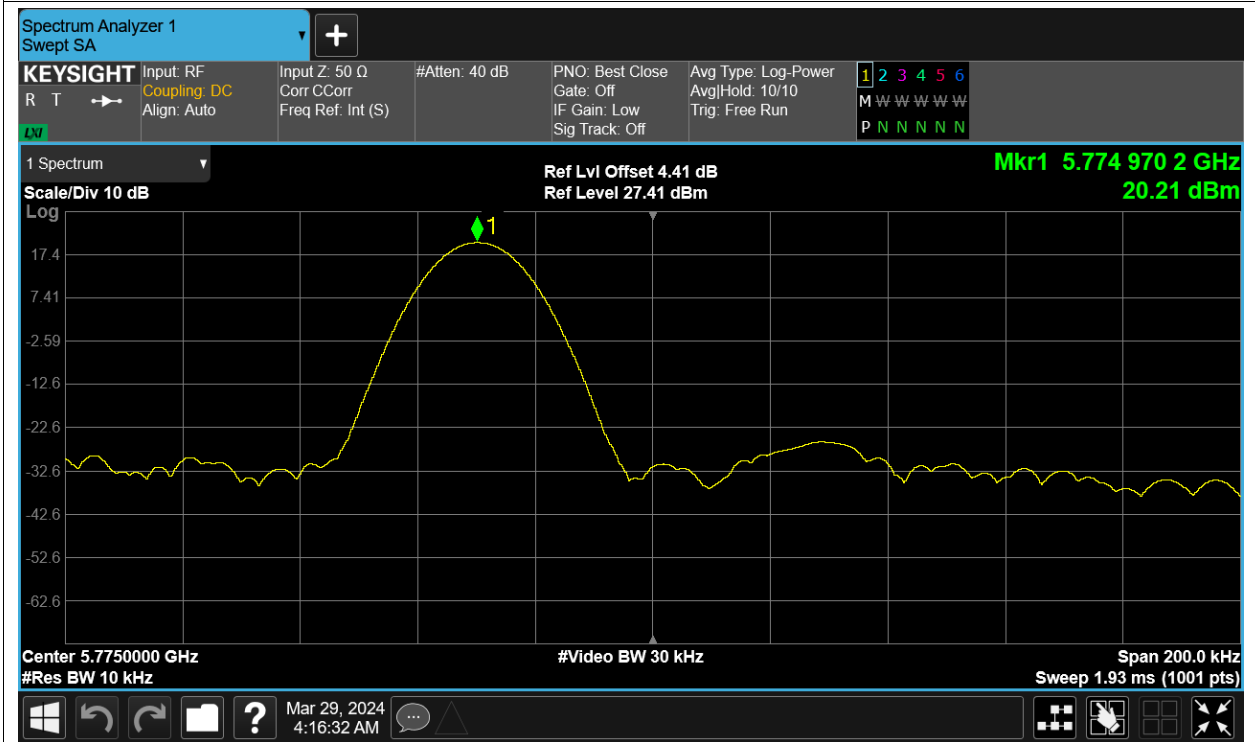 Spectrum Analyzer 1
Swept SA
KEYSIGHT
R T
LXI
Input: RF
Coupling: DC
Align: Auto
Input Z: 50 Ω
Corr CCorr
Freq Ref: Int (S)
#Atten: 40 dB
PNO: Best Close
Gate: Off
IF Gain: Low
Sig Track: Off
Avg Type: Log-Power
Avg|Hold: 10/10
Trig: Free Run
1 2 3 4 5 6
M W W W W W
P N N N N N
1 Spectrum
Scale/Div 10 dB
Ref Lvl Offset 4.41 dB
Ref Level 27.41 dBm
Mkr1 5.774 970 2 GHz
20.21 dBm
Log
1
17.4
7.41
-2.59
-12.6
-22.6
-32.6
-42.6
-52.6
-62.6
Center 5.7750000 GHz
#Res BW 10 kHz
#Video BW 30 kHz
Span 200.0 kHz
Sweep 1.93 ms (1001 pts)
?
Mar 29, 2024
4:16:32 AM